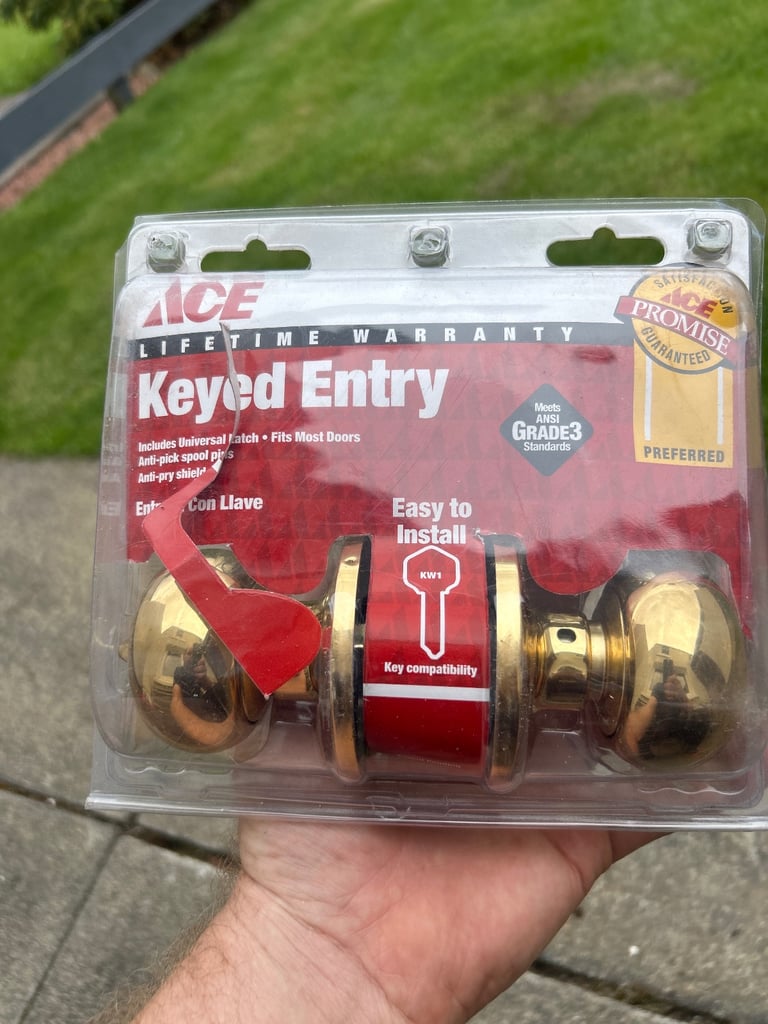 ACE
LIFETIME WARRANTY
SATISFACTION
ACE
PROMISE
GUARANTEED
PREFERRED
Keyed Entry
Includes Universal Latch • Fits Most Doors
Anti-pick spool pins
Anti-pry shield
Con Llave
Meets
ANSI
GRADE3
Standards
Easy to
Install
KW1
Key compatibility